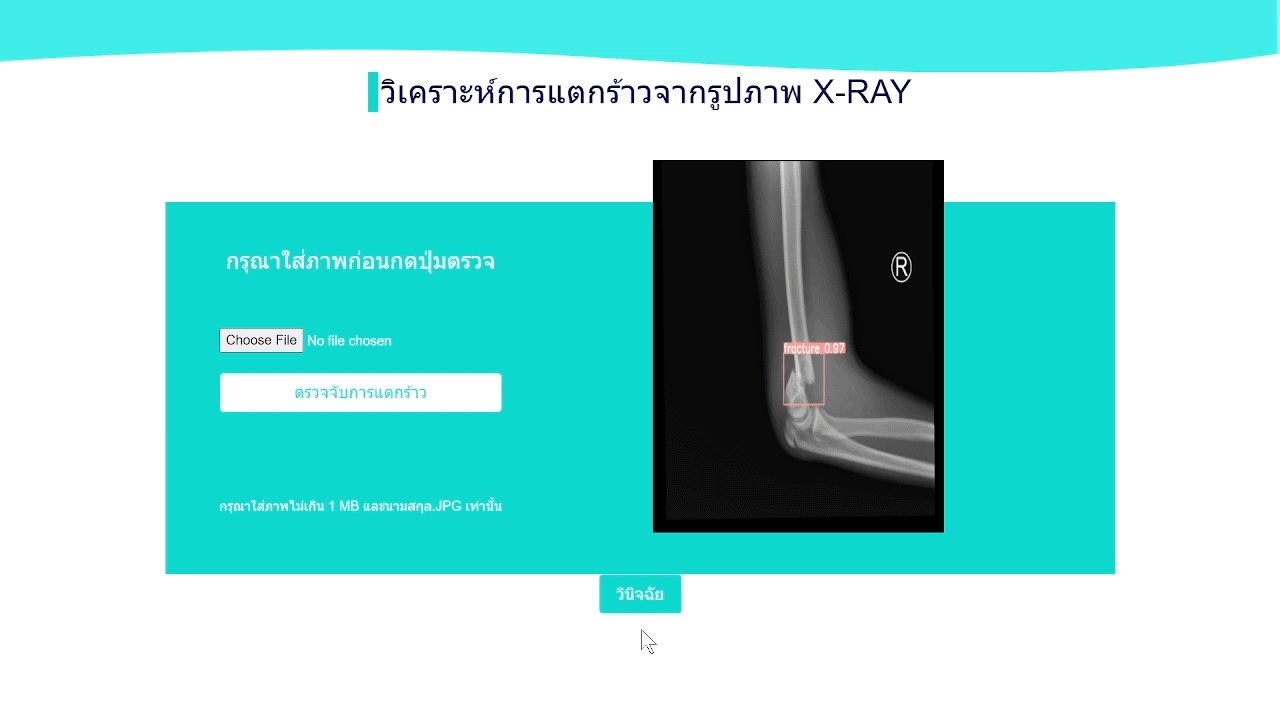 วิเคราะห์การแตกร้าวจากรูปภาพ X-RAY
กรุณาใส่ภาพก่อนกดปุ่มตรวจ
Choose File No file chosen
ตรวจจับการแตกร้าว
กรุณาใส่ภาพไม่เกิน 1 MB และนามสกุล.JPG เท่านั้น
R
fracture 0.97
วินิจฉัย